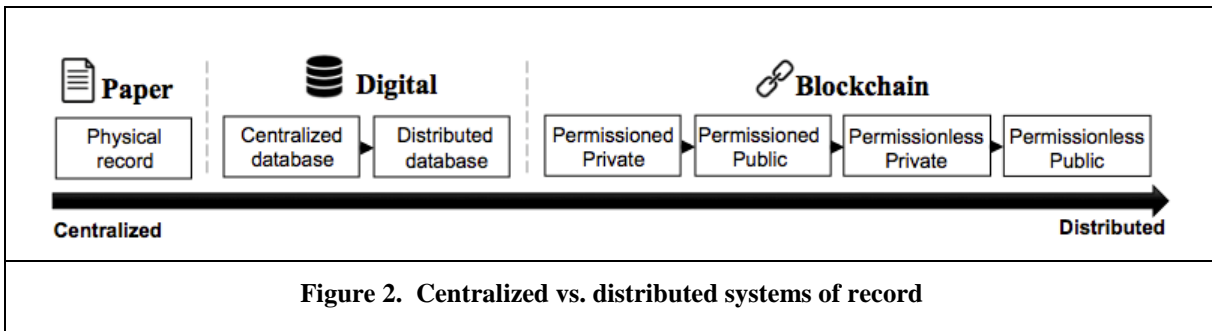 Paper
Digital
Blockchain
Physical
record
Centralized
database
Distributed
database
Permissioned
Private
Permissioned
Public
Permissionless
Private
Permissionless
Public
Centralized
Distributed
Figure 2. Centralized vs. distributed systems of record